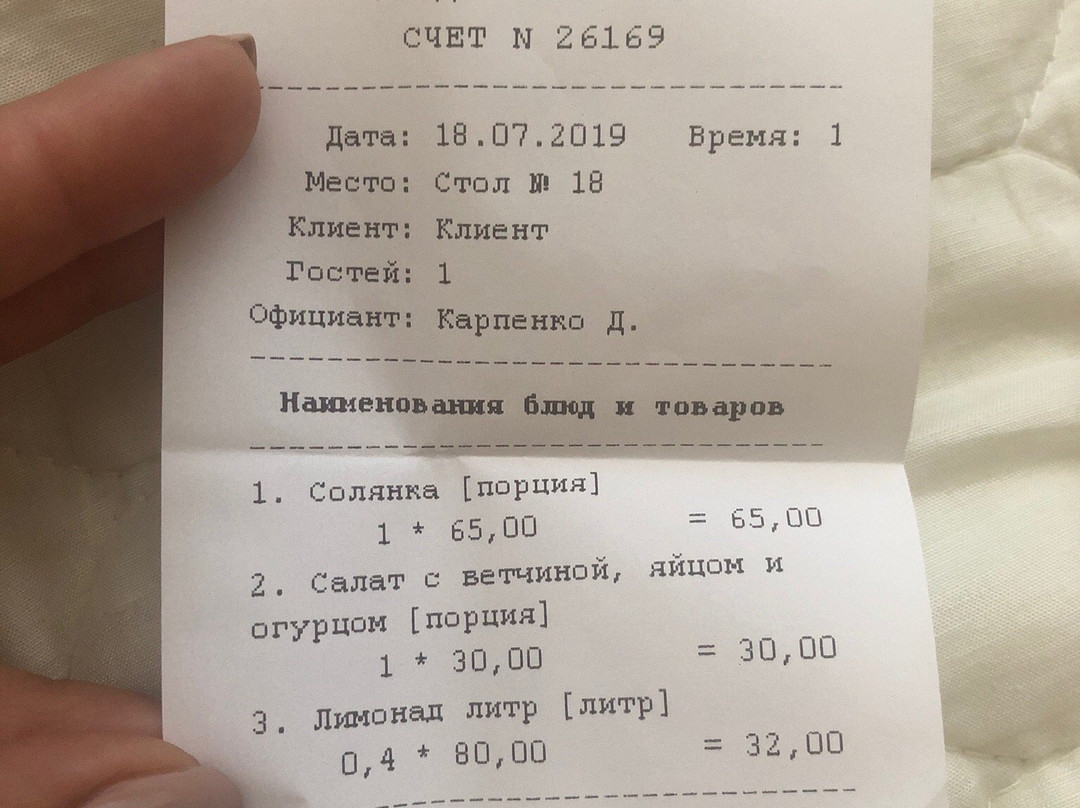 СЧЕТ N 26169
Дата: 18.07.2019 Время: 1
Место: Стол № 18
Клиент: Клиент
Гостей: 1
Официант: Карпенко Д.
Наименования блюд и товаров
1. Солянка [порция]
1 * 65,00 = 65,00
2. Салат с ветчиной, яйцом и
огурцом [порция]
1 * 30,00 = 30,00
3. Лимонад литр [литр]
0,4 * 80,00 = 32,00